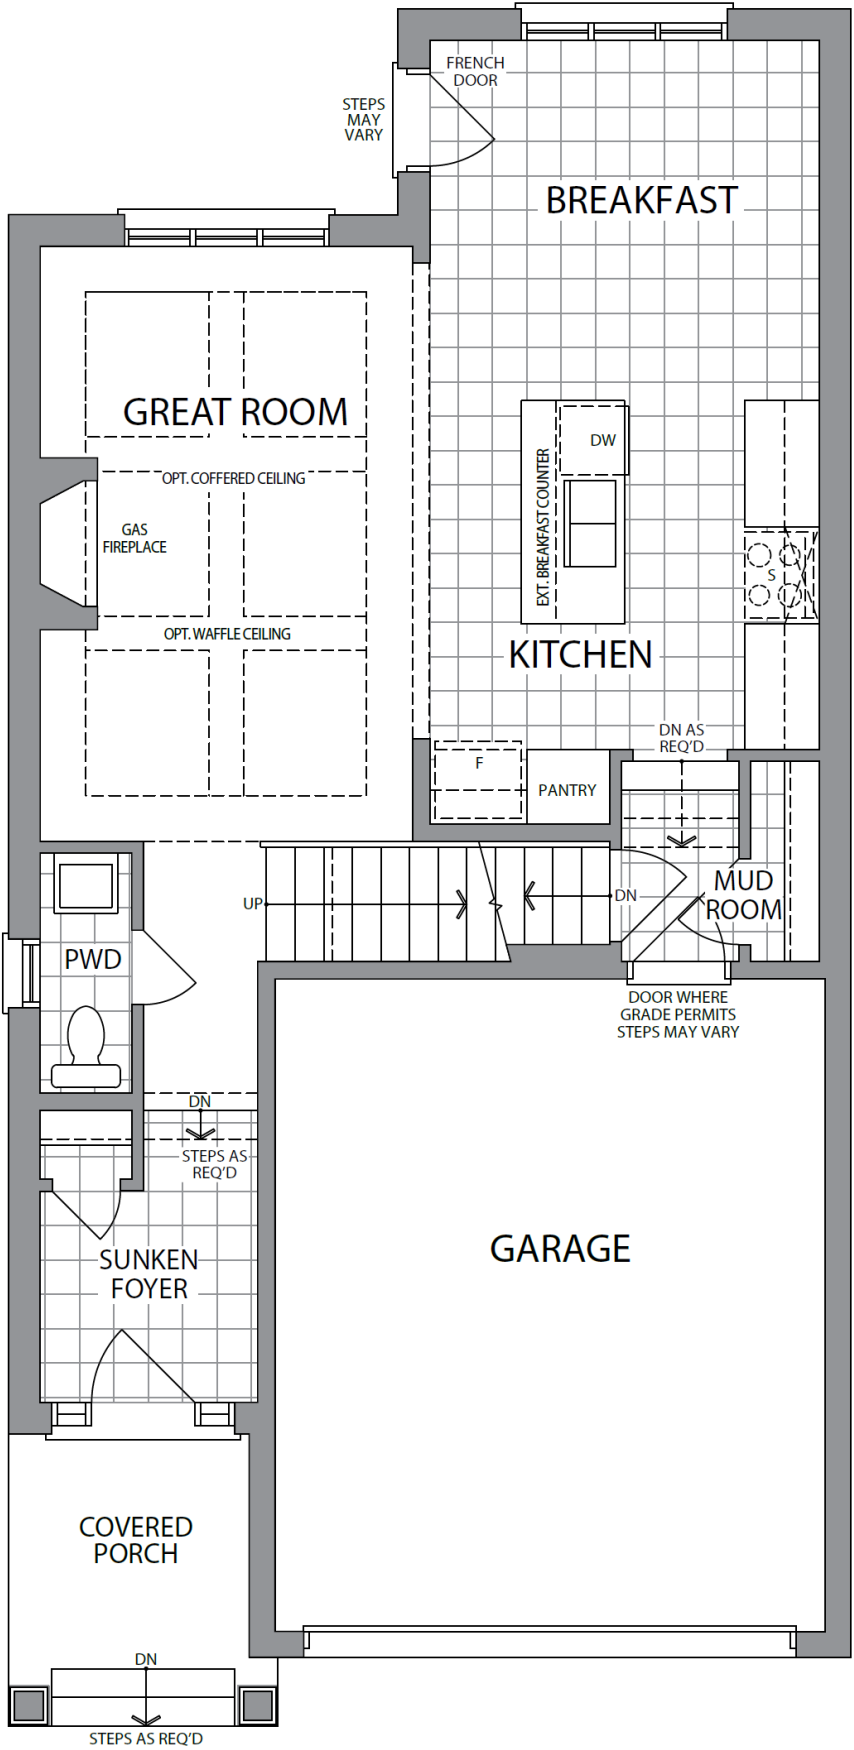 FRENCH
DOOR
STEPS
MAY
VARY
BREAKFAST
GREAT ROOM
DW
OPT. COFFERED CEILING
EXT. BREAKFAST COUNTER
GAS
FIREPLACE
S
OPT. WAFFLE CEILING
KITCHEN
DN AS
REQ'D
F
PANTRY
UP
DN
MUD
ROOM
PWD
DOOR WHERE
GRADE PERMITS
STEPS MAY VARY
DN
STEPS AS
REQ'D
SUNKEN
FOYER
GARAGE
COVERED
PORCH
DN
STEPS AS REQ'D